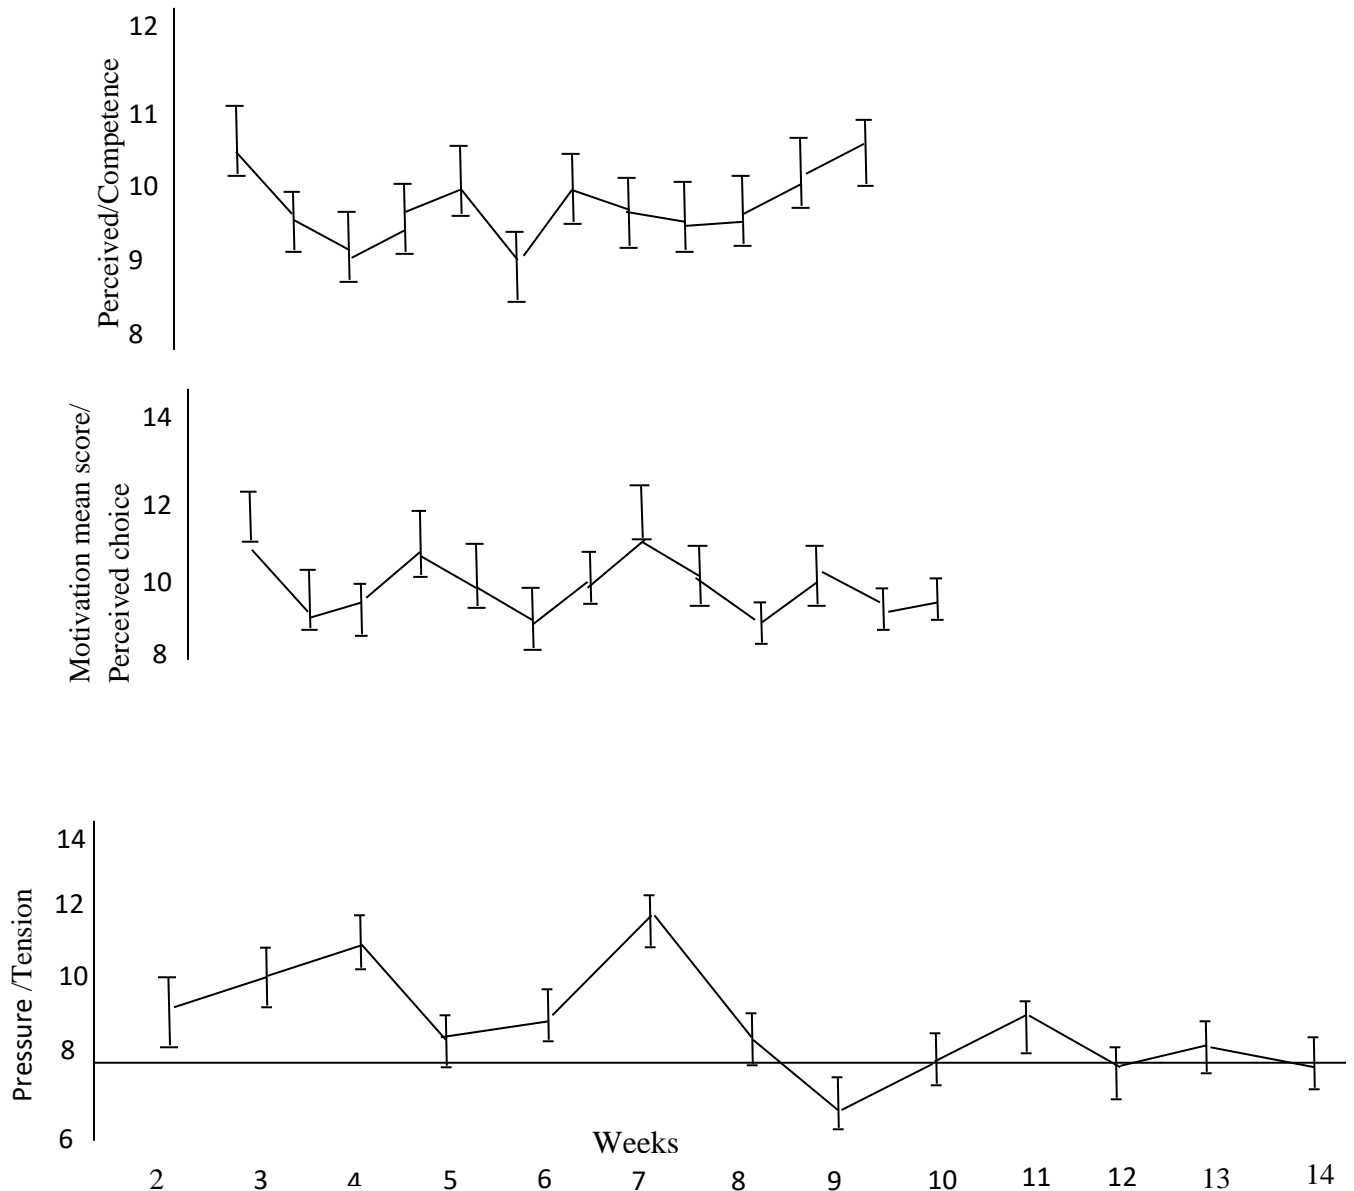 12
11
10
9
8
Perceived/Competence
14
12
10
8
Motivation mean score/
Perceived choice
14
12
10
8
6
Pressure /Tension
Weeks
2 3 4 5 6 7 8 9 10 11 12 13 14